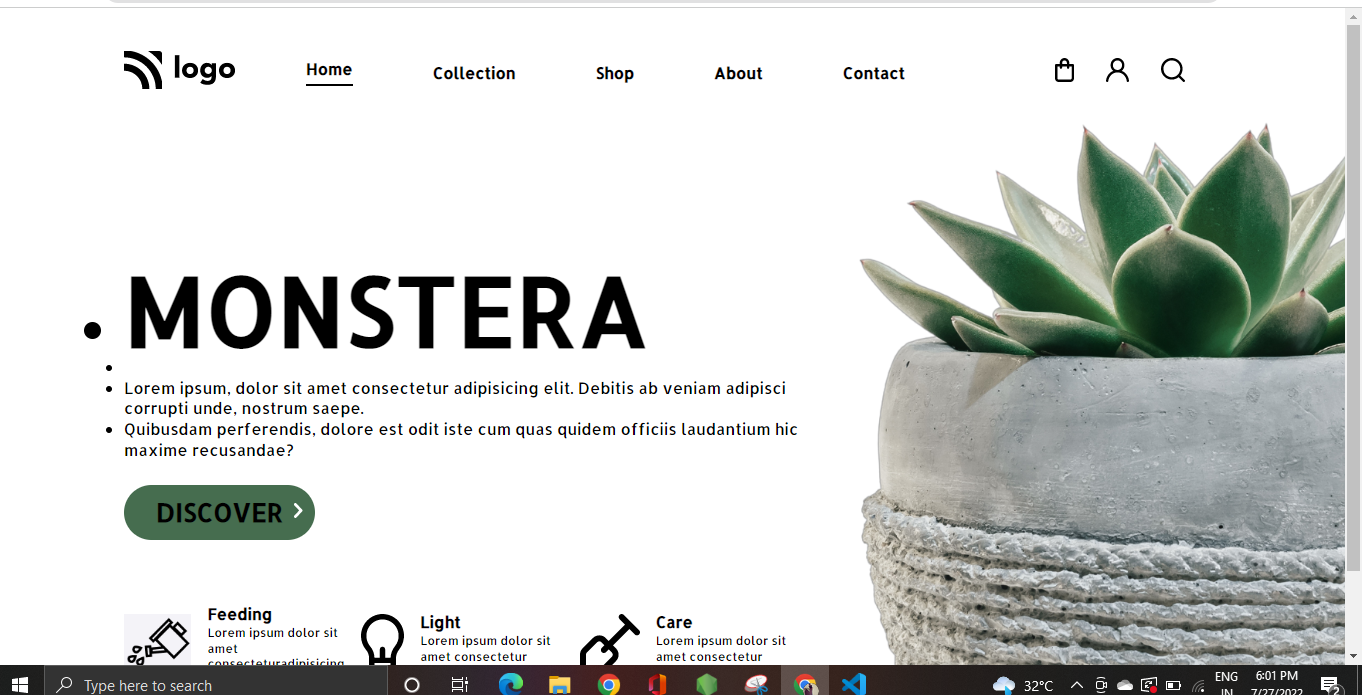 logo
Home
Collection
Shop
About
Contact
MONSTERA
Lorem ipsum, dolor sit amet consectetur adipisicing elit. Debitis ab veniam adipisci
corrupti unde, nostrum saepe.
Quibusdam perferendis, dolore est odit iste cum quas quidem officiis laudantium hic
maxime recusandae?
DISCOVER
Feeding
Lorem ipsum dolor sit
amet
consecteturadipisicing
Light
Lorem ipsum dolor sit
amet consectetur
Care
Lorem ipsum dolor sit
amet consectetur
Type here to search
32°C
ENG
IN
6:01 PM
7/27/2022
2